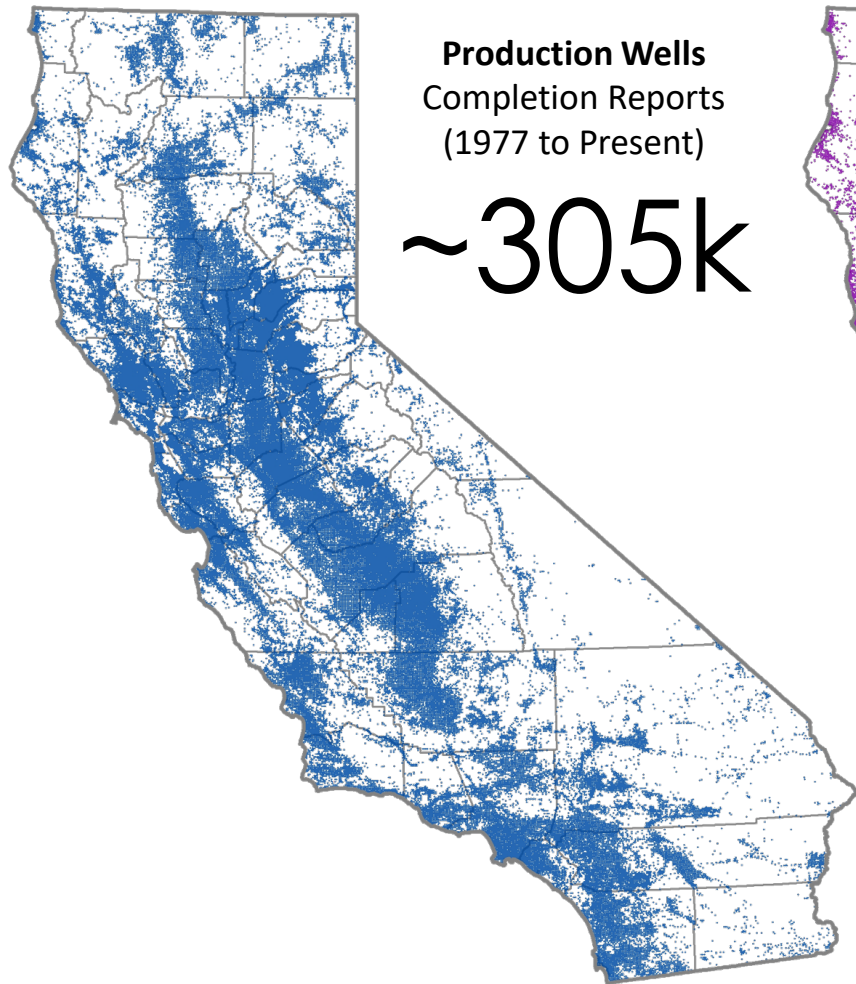 Production Wells
Completion Reports
(1977 to Present)
~305k